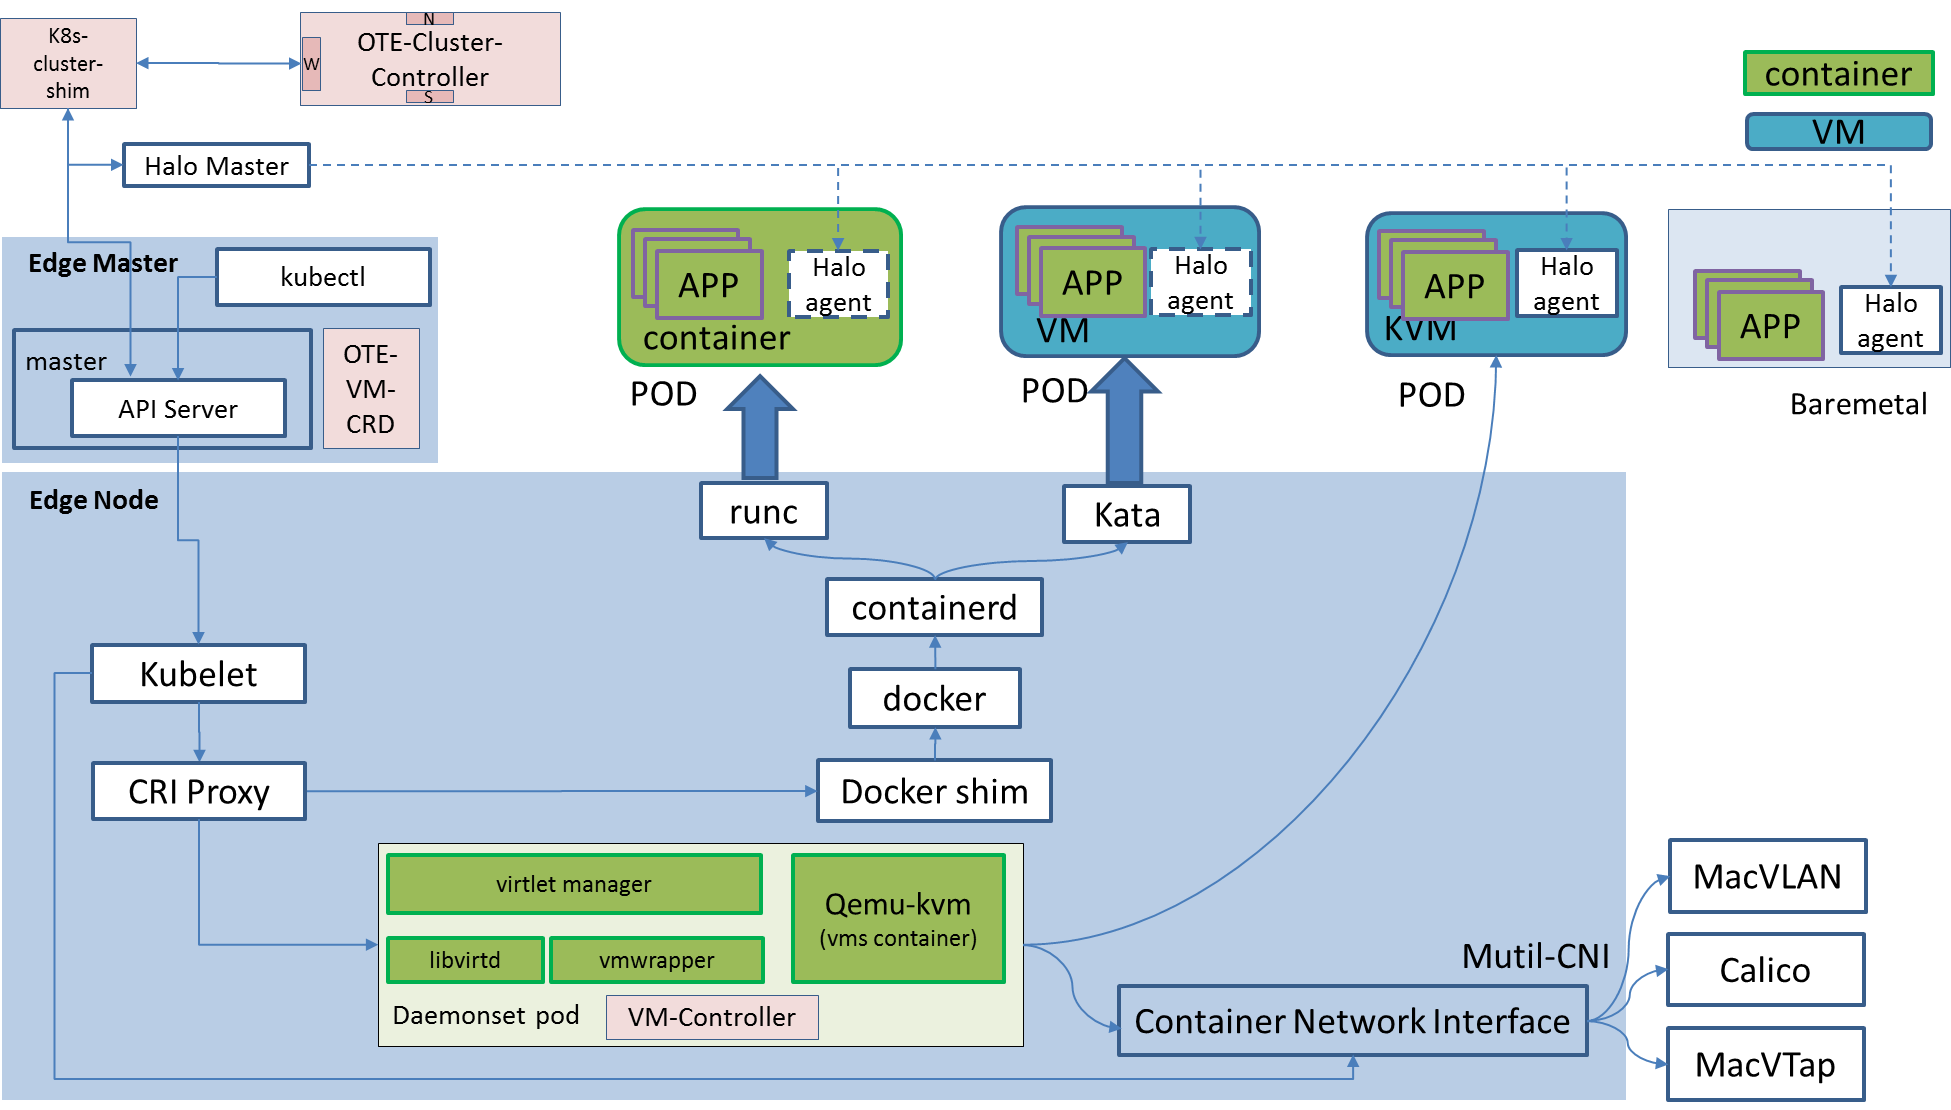 K8s-
cluster-
shim
N
W
OTE-Cluster-
Controller
S
container
VM
Halo Master
Edge Master
kubectl
master
API Server
OTE-
VM-
CRD
APP
Halo
agent
container
POD
APP
Halo
agent
VM
POD
APP
Halo
agent
KVM
POD
APP
Halo
agent
Baremetal
Edge Node
runc
Kata
containerd
docker
Docker shim
Kubelet
CRI Proxy
virtlet manager
libvirtd
vmwrapper
Qemu-kvm
(vms container)
Daemonset pod
VM-Controller
Mutil-CNI
Container Network Interface
MacVLAN
Calico
MacVTap